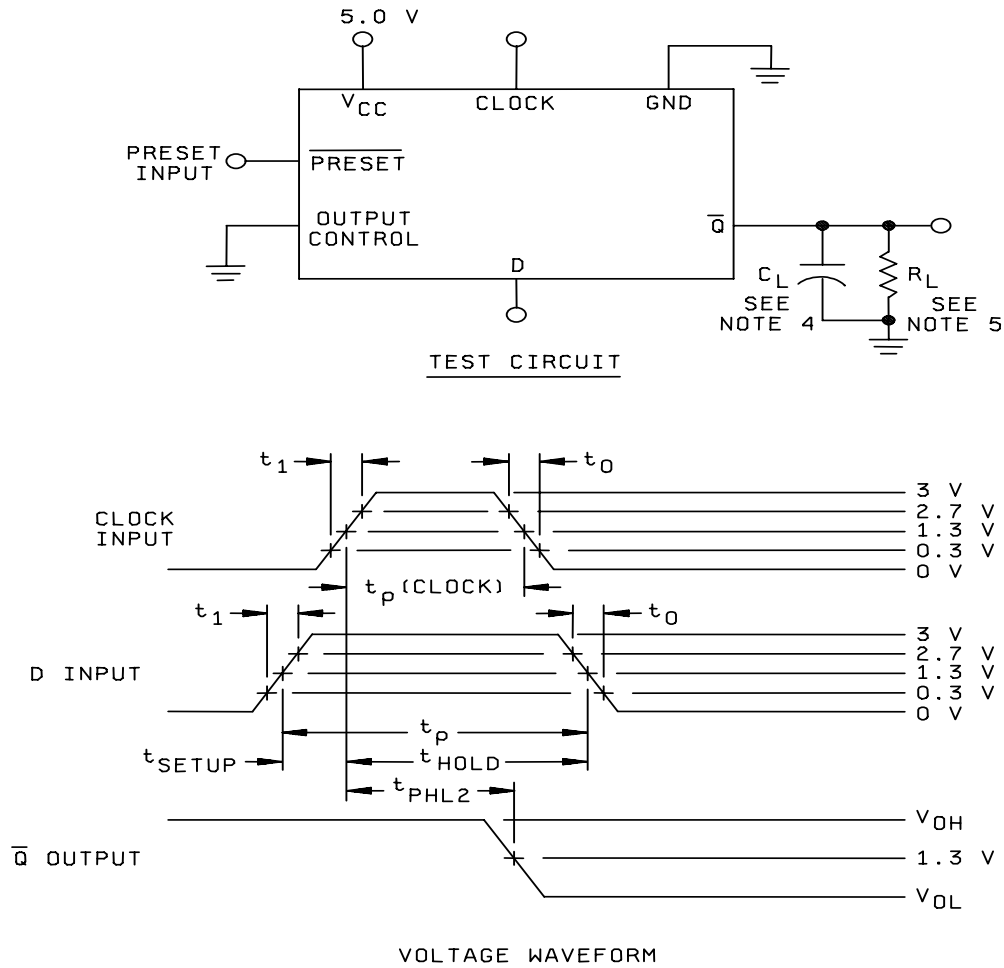 5.0 V
VCC
CLOCK
GND
PRESET
INPUT
PRESET
OUTPUT
CONTROL
Q
D
CL
SEE
NOTE 4
RL
SEE
NOTE 5
TEST CIRCUIT
t1
t0
CLOCK
INPUT
3 V
2.7 V
1.3 V
0.3 V
0 V
tp (CLOCK)
t1
t0
D INPUT
3 V
2.7 V
1.3 V
0.3 V
0 V
tp
tSETUP
tHOLD
tPHL2
Q OUTPUT
VOH
1.3 V
VOL
VOLTAGE WAVEFORM